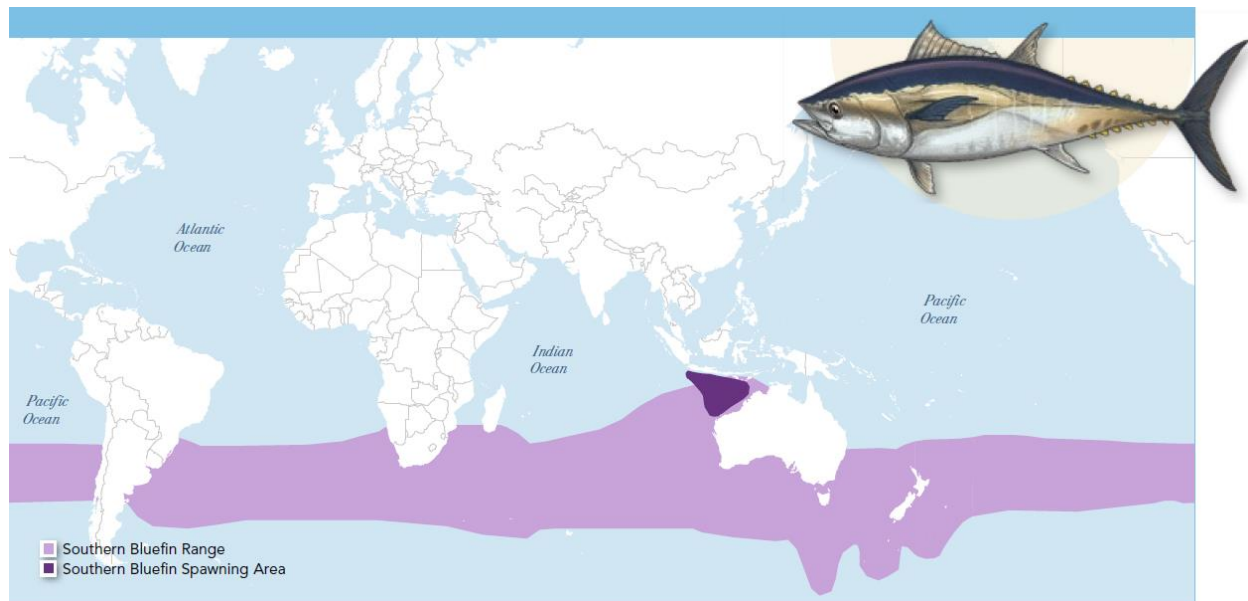 Atlantic
Ocean
Pacific
Ocean
Indian
Ocean
Pacific
Ocean
Southern Bluefin Range
Southern Bluefin Spawning Area